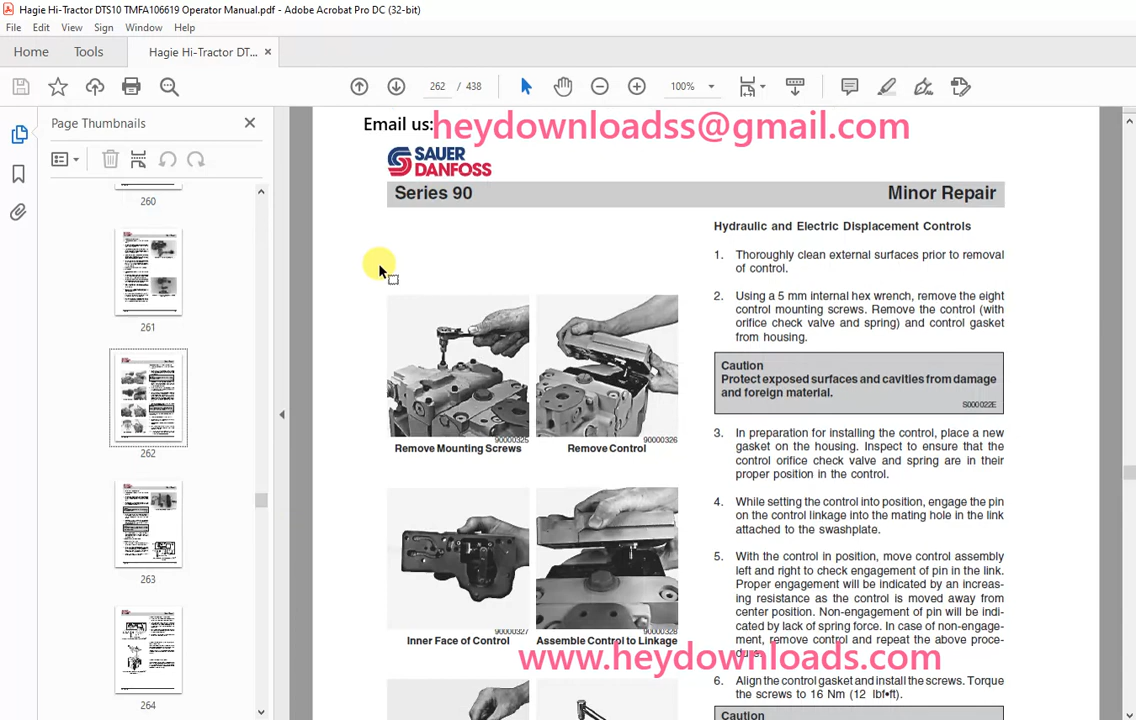 Hagie Hi-Tractor DTS10 TMFA106619 Operator Manual.pdf - Adobe Acrobat Pro DC (32-bit)
File Edit View Sign Window Help
Home Tools Hagie Hi-Tractor DT... ×
262 / 438 100%
Page Thumbnails
260
261
262
263
264
Email us: heydownloadss@gmail.com
SAUER
DANFOSS
Series 90 Minor Repair
90000325
Remove Mounting Screws
90000326
Remove Control
90000327
Inner Face of Control
90000328
Assemble Control to Linkage
Hydraulic and Electric Displacement Controls
1. Thoroughly clean external surfaces prior to removal
of control.
2. Using a 5 mm internal hex wrench, remove the eight
control mounting screws. Remove the control (with
orifice check valve and spring) and control gasket
from housing.
Caution
Protect exposed surfaces and cavities from damage
and foreign material.
S000022E
3. In preparation for installing the control, place a new
gasket on the housing. Inspect to ensure that the
control orifice check valve and spring are in their
proper position in the control.
4. While setting the control into position, engage the pin
on the control linkage into the mating hole in the link
attached to the swashplate.
5. With the control in position, move control assembly
left and right to check engagement of pin in the link.
Proper engagement will be indicated by an increas-
ing resistance as the control is moved away from
center position. Non-engagement of pin will be indi-
cated by lack of spring force. In case of non-engage-
ment, remove control and repeat the above proce-
dure.
www.heydownloads.com
6. Align the control gasket and install the screws. Torque
the screws to 16 Nm (12 lbf•ft).
Caution